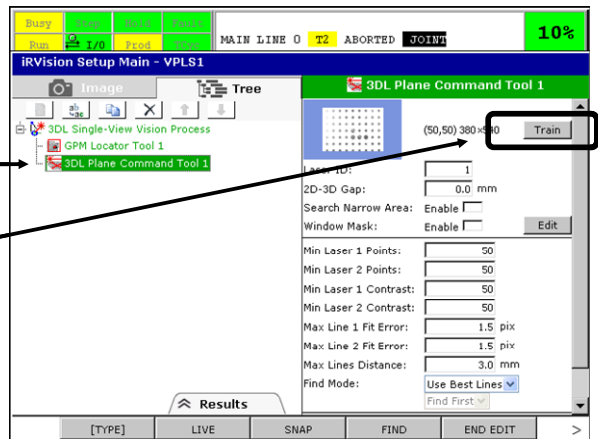 Busy Step Hold Fault
Run I/O Prod TCyc
MAIN LINE 0 T2 ABORTED JOINT
10%
iRVision Setup Main - VPLS1
Image Tree
3DL Plane Command Tool 1
3DL Single-View Vision Process
GPM Locator Tool 1
3DL Plane Command Tool 1
(50,50) 380×
Train
Laser ID: 1
2D-3D Gap: 0.0 mm
Search Narrow Area: Enable
Window Mask: Enable Edit
Min Laser 1 Points: 50
Min Laser 2 Points: 50
Min Laser 1 Contrast: 50
Min Laser 2 Contrast: 50
Max Line 1 Fit Error: 1.5 pix
Max Line 2 Fit Error: 1.5 pix
Max Lines Distance: 3.0 mm
Find Mode: Use Best Lines
Find First
Results
[TYPE] LIVE SNAP FIND END EDIT >